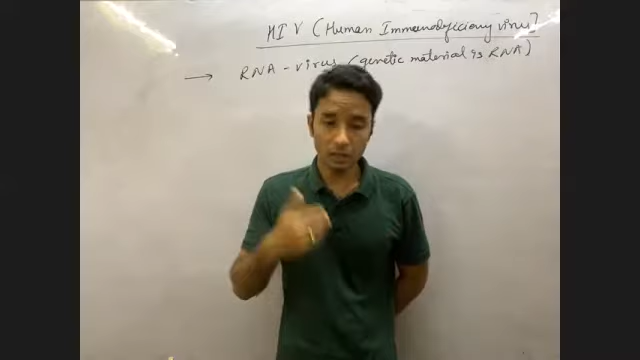 HIV (Human Immunodeficiency virus]
→ RNA - virus (genetic material is RNA)